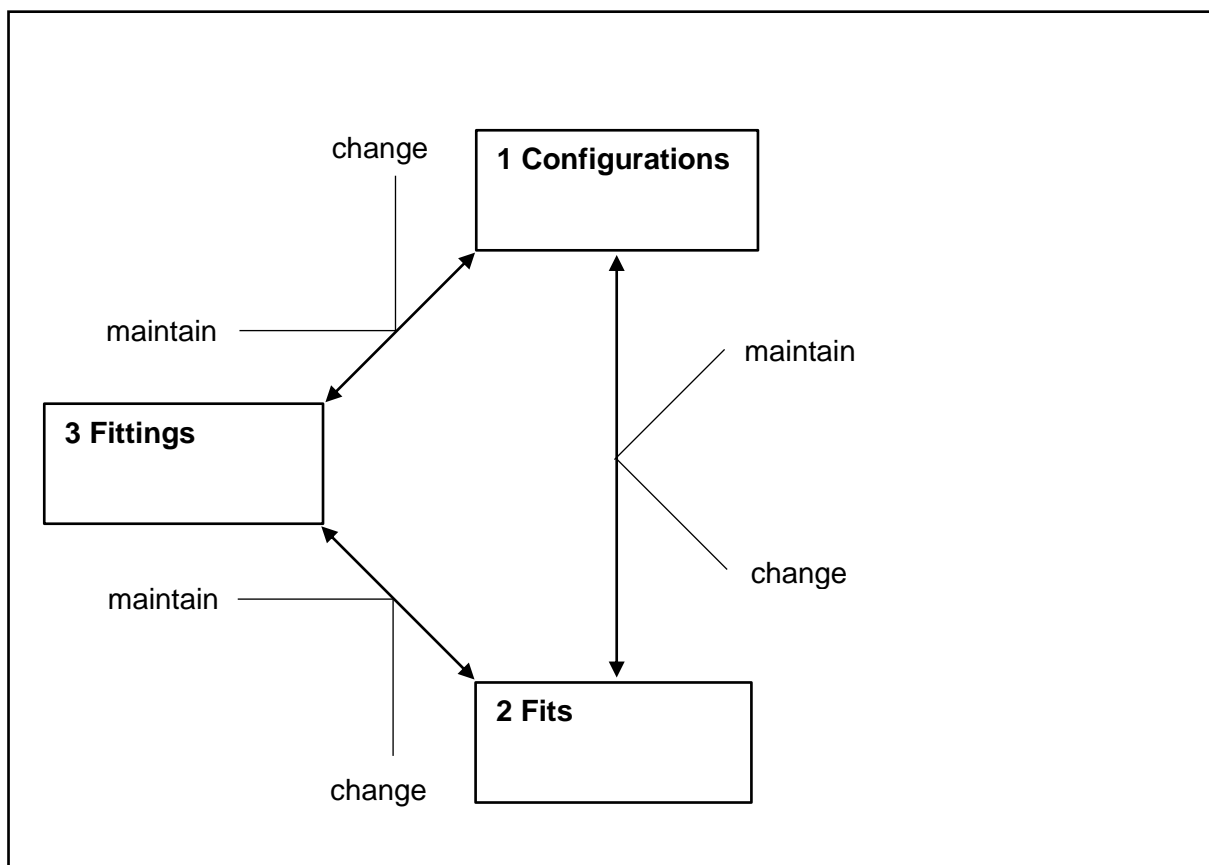 change
1 Configurations
maintain
maintain
3 Fittings
change
maintain
2 Fits
change